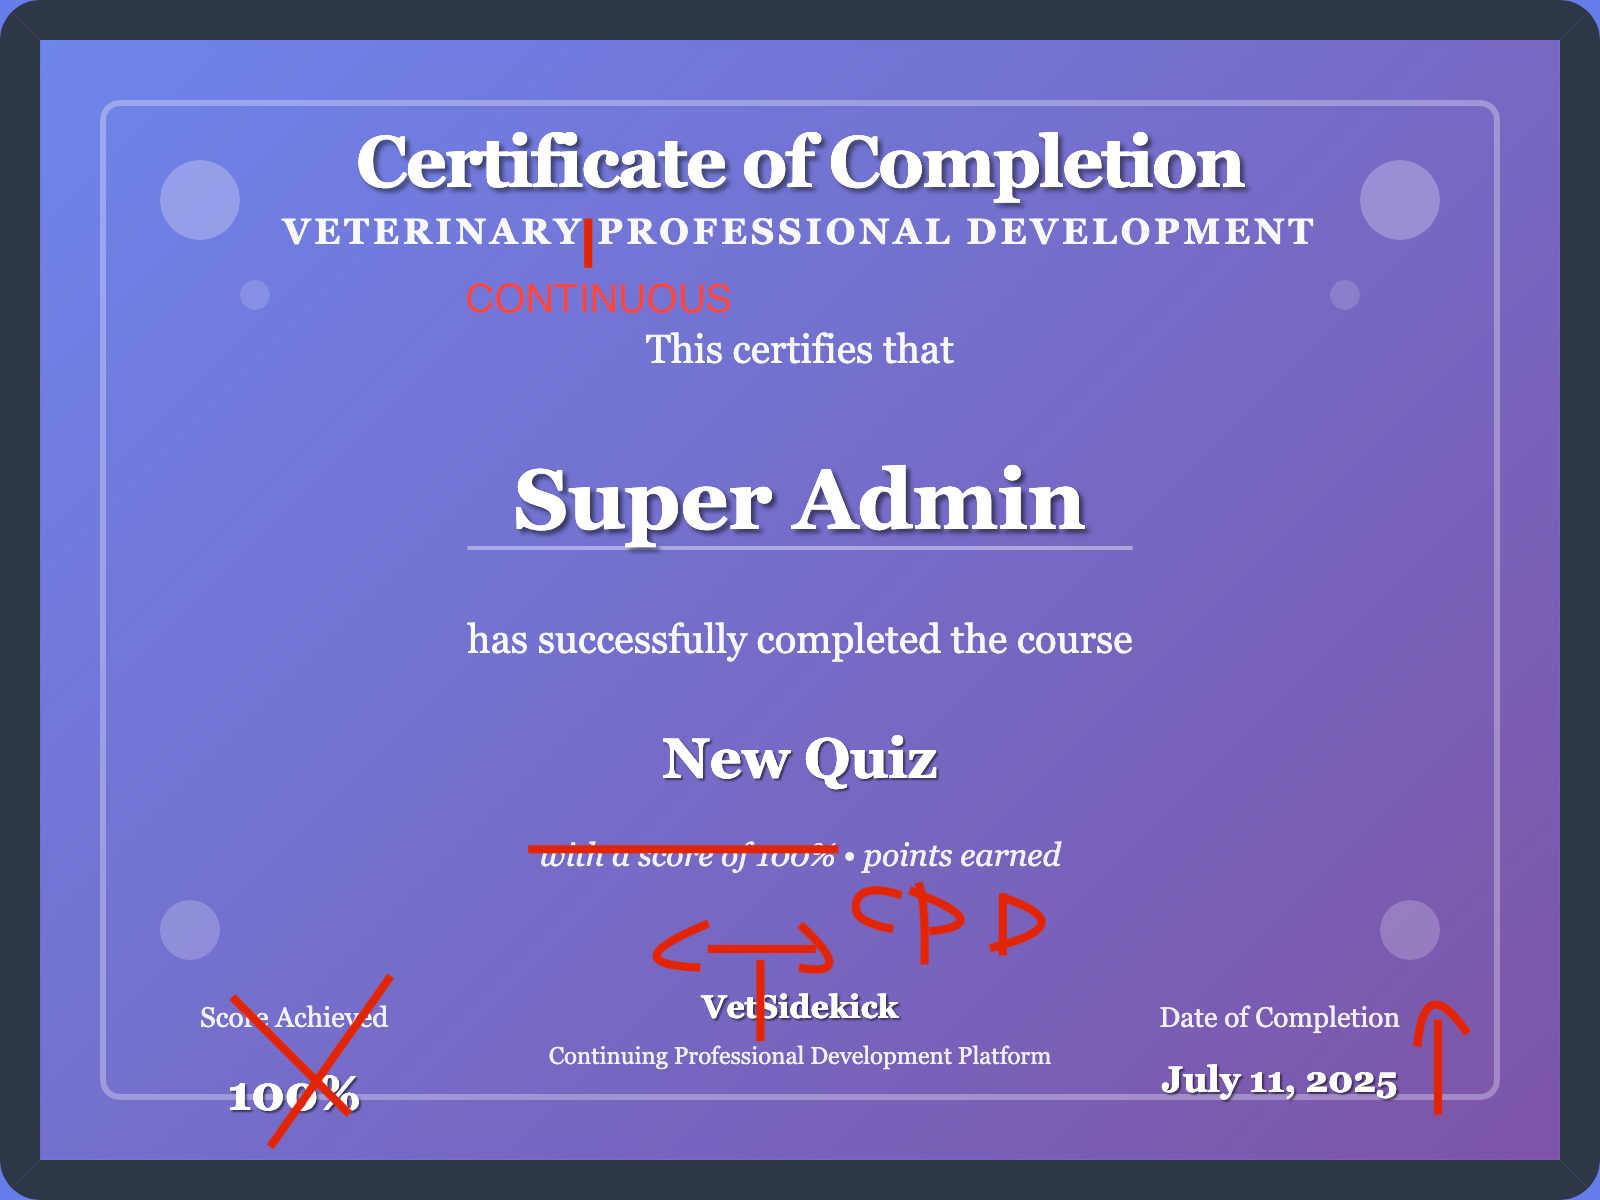 Certificate of Completion
VETERINARY PROFESSIONAL DEVELOPMENT
CONTINUOUS
This certifies that
Super Admin
has successfully completed the course
New Quiz
with a score of 100% • points earned
CPD
Score Achieved
100%
VetSidekick
Continuing Professional Development Platform
Date of Completion
July 11, 2025